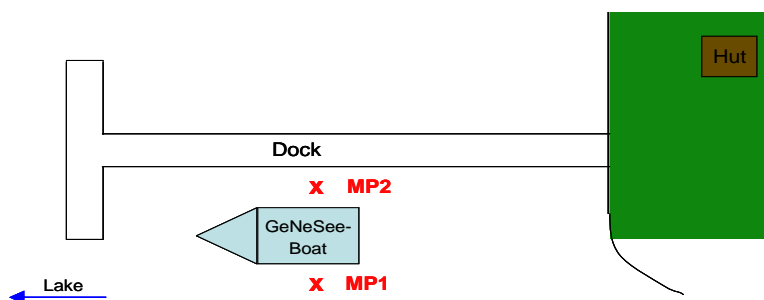 Hut
Dock
X MP2
GeNeSee-
Boat
X MP1
Lake